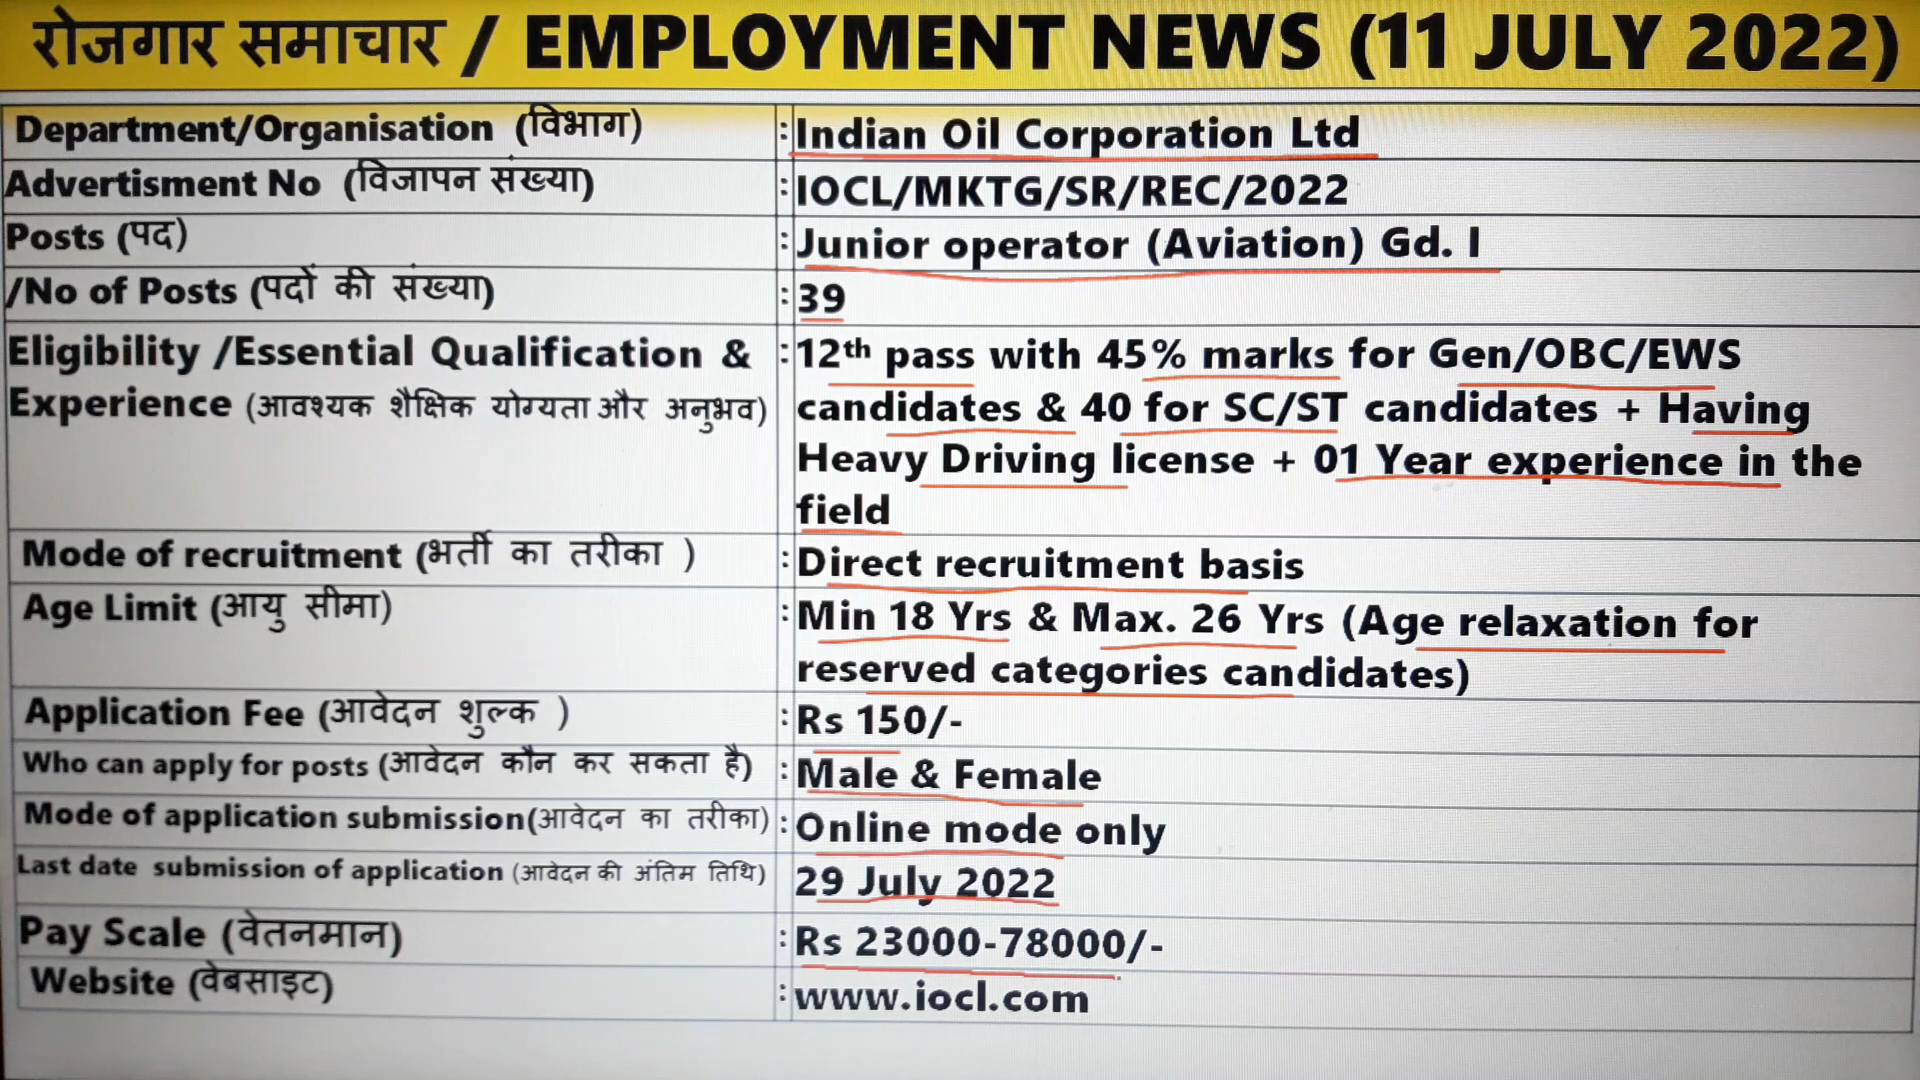 रोजगार समाचार / EMPLOYMENT NEWS (11 JULY 2022)
Department/Organisation (विभाग) : Indian Oil Corporation Ltd
Advertisment No (विजापन संख्या) : IOCL/MKTG/SR/REC/2022
Posts (पद) : Junior operator (Aviation) Gd. I
/No of Posts (पदों की संख्या) : 39
Eligibility /Essential Qualification & : 12th pass with 45% marks for Gen/OBC/EWS
Experience (आवश्यक शैक्षिक योग्यता और अनुभव) candidates & 40 for SC/ST candidates + Having
Heavy Driving license + 01 Year experience in the
field
Mode of recruitment (भर्ती का तरीका ) : Direct recruitment basis
Age Limit (आयु सीमा) : Min 18 Yrs & Max. 26 Yrs (Age relaxation for
reserved categories candidates)
Application Fee (आवेदन शुल्क ) : Rs 150/-
Who can apply for posts (आवेदन कौन कर सकता है) : Male & Female
Mode of application submission(आवेदन का तरीका) : Online mode only
Last date submission of application (आवेदन की अंतिम तिथि) 29 July 2022
Pay Scale (वेतनमान) : Rs 23000-78000/-
Website (वेबसाइट) : www.iocl.com